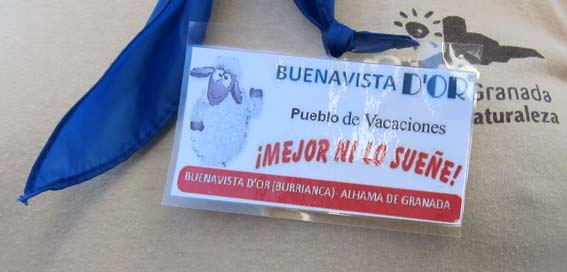 BUENAVISTA D'OR
Pueblo de Vacaciones
¡MEJOR NI LO SUEÑE!
BUENAVISTA D'OR (BURRIANCA)- ALHAMA DE GRANADA
Granada
aturaleza